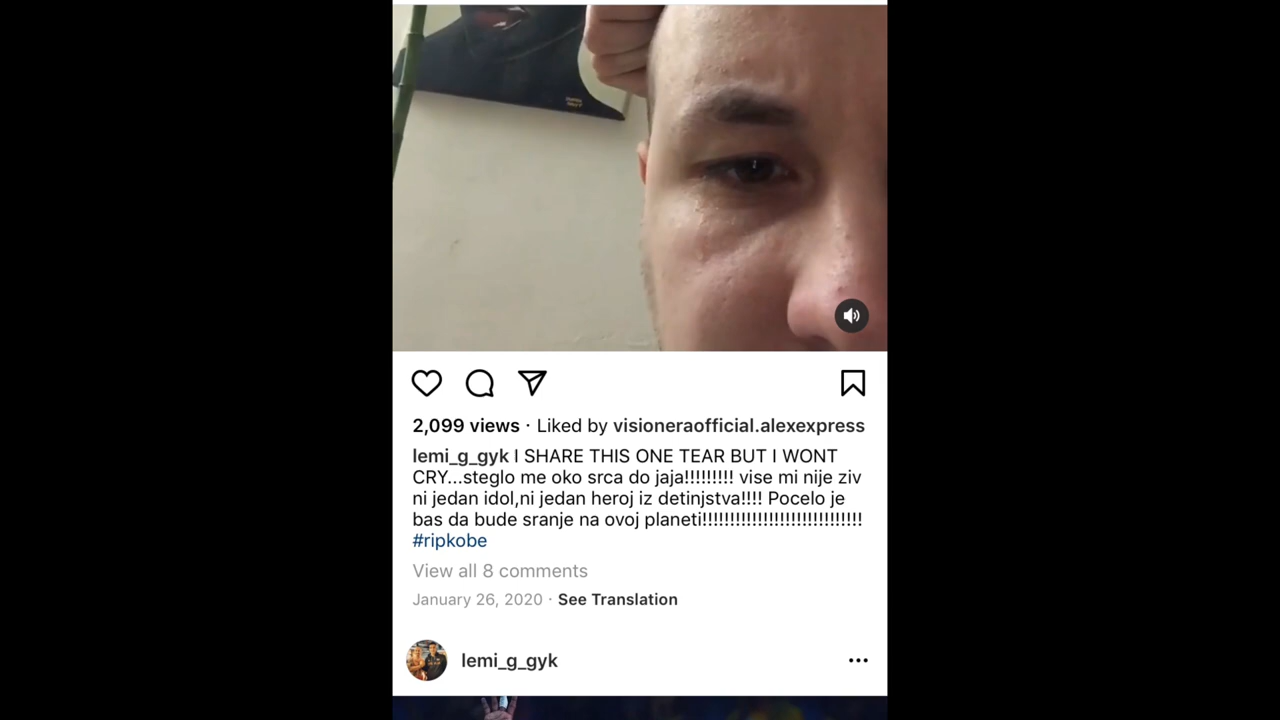 2,099 views · Liked by visioneraofficial.alexexpress
lemi_g_gyk I SHARE THIS ONE TEAR BUT I WONT
CRY...steglo me oko srca do jaja!!!!!!!!! vise mi nije ziv
ni jedan idol,ni jedan heroj iz detinjstva!!!! Pocelo je
bas da bude sranje na ovoj planeti!!!!!!!!!!!!!!!!!!!!!!!!!!!!!
#ripkobe
View all 8 comments
January 26, 2020 · See Translation
lemi_g_gyk